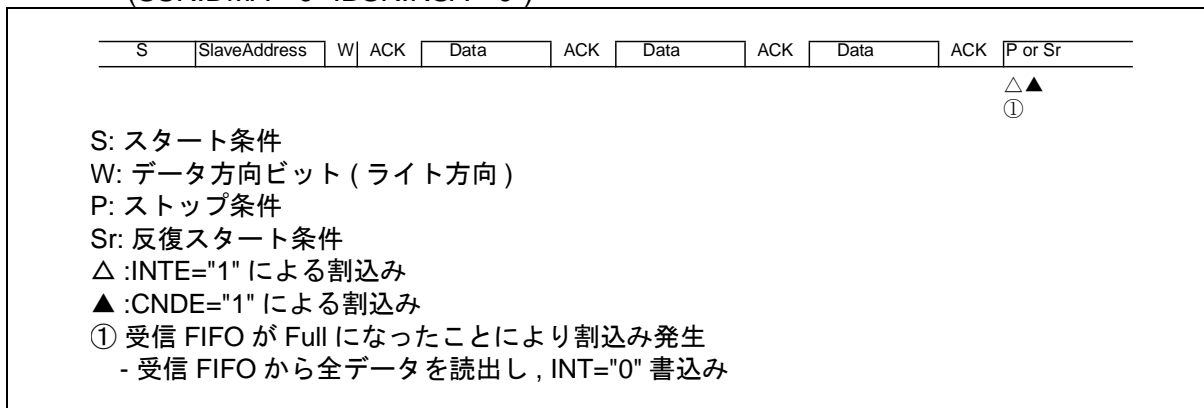 S SlaveAddress W ACK Data ACK Data ACK Data ACK P or Sr
△▲
①
S: スタート条件
W: データ方向ビット ( ライト方向 )
P: ストップ条件
Sr: 反復スタート条件
△ :INTE="1" による割込み
▲ :CNDE="1" による割込み
① 受信 FIFO が Full になったことにより割込み発生
- 受信 FIFO から全データを読出し , INT="0" 書込み